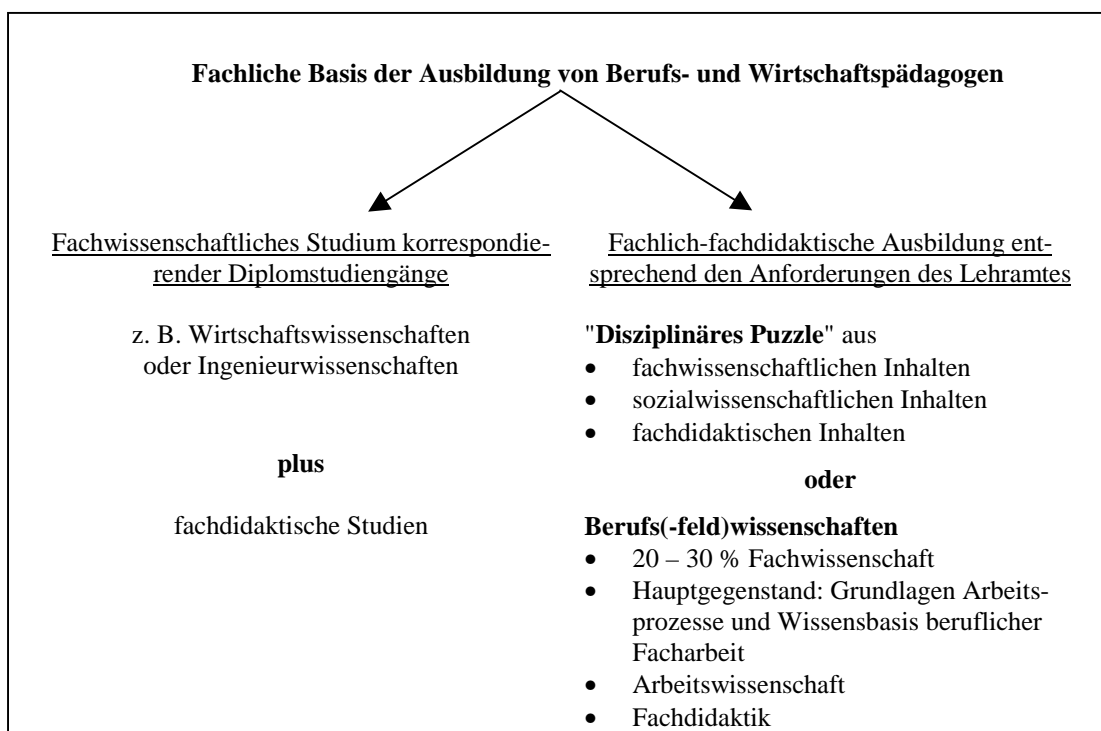 Fachliche Basis der Ausbildung von Berufs- und Wirtschaftspädagogen
Fachwissenschaftliches Studium korrespondie-
render Diplomstudiengänge
z. B. Wirtschaftswissenschaften
oder Ingenieurwissenschaften
plus
fachdidaktische Studien
Fachlich-fachdidaktische Ausbildung ent-
sprechend den Anforderungen des Lehramtes
"Disziplinäres Puzzle" aus
• fachwissenschaftlichen Inhalten
• sozialwissenschaftlichen Inhalten
• fachdidaktischen Inhalten
oder
Berufs(-feld)wissenschaften
• 20 – 30 % Fachwissenschaft
• Hauptgegenstand: Grundlagen Arbeits-
prozesse und Wissensbasis beruflicher
Facharbeit
• Arbeitswissenschaft
• Fachdidaktik